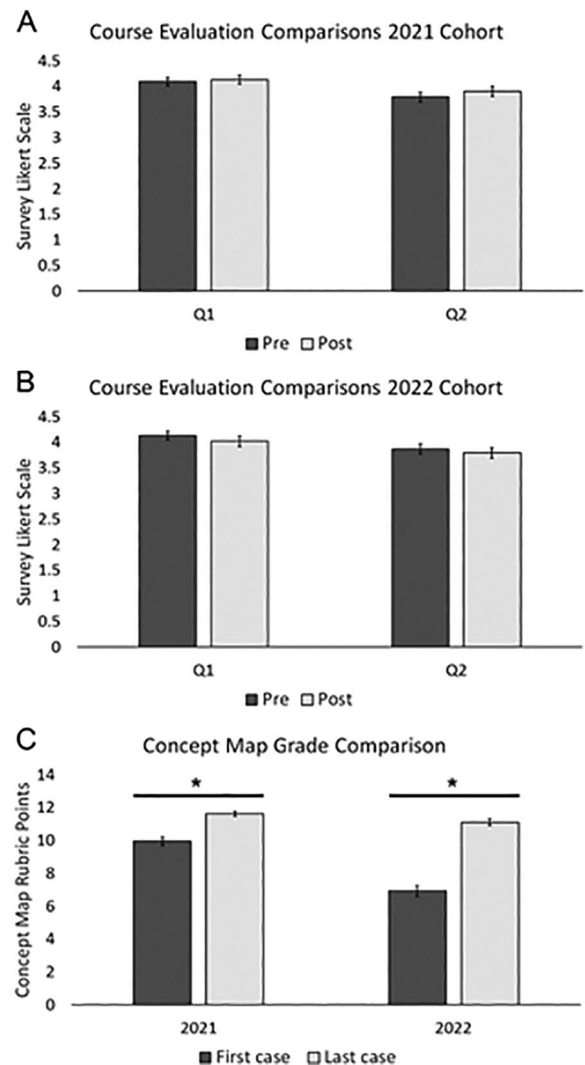 A
Course Evaluation Comparisons 2021 Cohort
Survey Likert Scale
4.5
4
3.5
3
2.5
2
1.5
1
0.5
0
Q1 Q2
Pre Post
B
Course Evaluation Comparisons 2022 Cohort
Survey Likert Scale
4.5
4
3.5
3
2.5
2
1.5
1
0.5
0
Q1 Q2
Pre Post
C
Concept Map Grade Comparison
Concept Map Rubric Points
14
12
10
8
6
4
2
0
* *
2021 2022
First case Last case